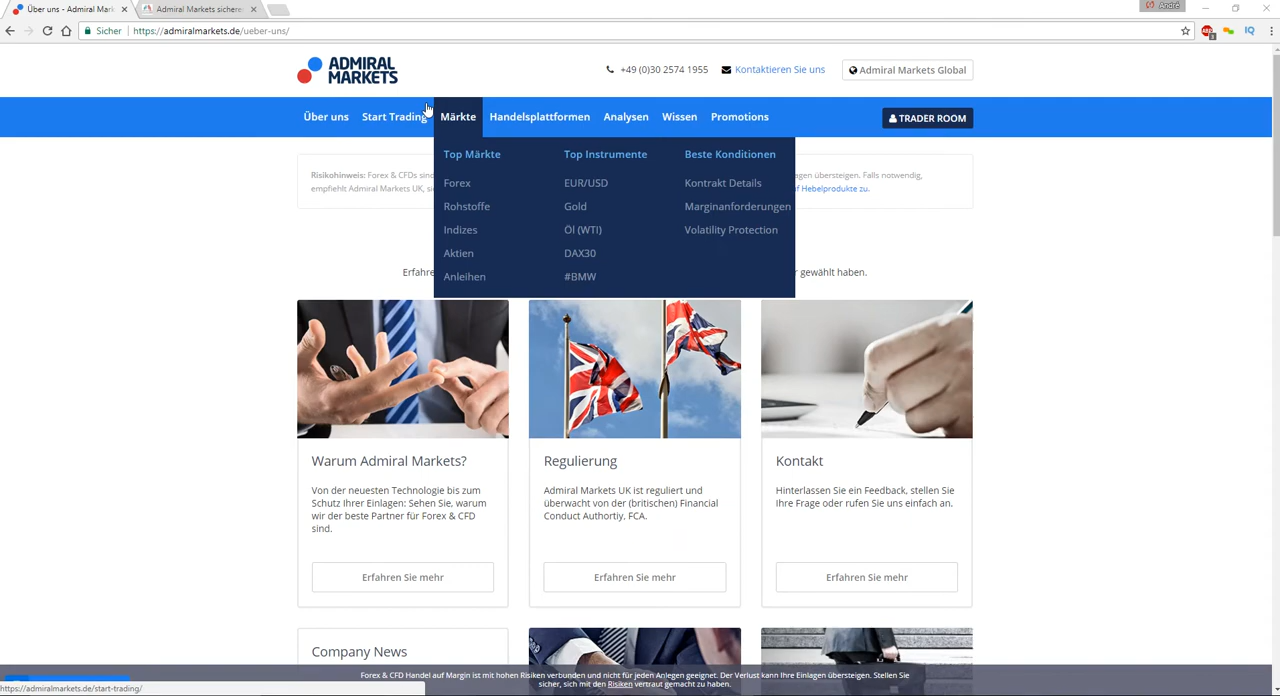 Über uns - Admiral Mark
Admiral Markets sichere
André
Sicher
https://admiralmarkets.de/ueber-uns/
ADMIRAL
MARKETS
+49 (0)30 2574 1955
Kontaktieren Sie uns
Admiral Markets Global
Über uns
Start Trading
Märkte
Handelsplattformen
Analysen
Wissen
Promotions
TRADER ROOM
Top Märkte
Forex
Rohstoffe
Indizes
Aktien
Anleihen
Top Instrumente
EUR/USD
Gold
Öl (WTI)
DAX30
#BMW
Beste Konditionen
Kontrakt Details
Marginanforderungen
Volatility Protection
Risikohinweis: Forex & CFDs sind
lagen übersteigen. Falls notwendig,
empfiehlt Admiral Markets UK, si
f Hebelprodukte zu.
Erfahre
r gewählt haben.
Warum Admiral Markets?
Von der neuesten Technologie bis zum
Schutz Ihrer Einlagen: Sehen Sie, warum
wir der beste Partner für Forex & CFD
sind.
Erfahren Sie mehr
Regulierung
Admiral Markets UK ist reguliert und
überwacht von der (britischen) Financial
Conduct Authortiy, FCA.
Erfahren Sie mehr
Kontakt
Hinterlassen Sie ein Feedback, stellen Sie
Ihre Frage oder rufen Sie uns einfach an.
Erfahren Sie mehr
Company News
Forex & CFD Handel auf Margin ist mit hohen Risiken verbunden und nicht für jeden Anleger geeignet. Der Verlust kann Ihre Einlagen übersteigen. Stellen Sie
sicher, sich mit den Risiken vertraut gemacht zu haben.
https://admiralmarkets.de/start-trading/